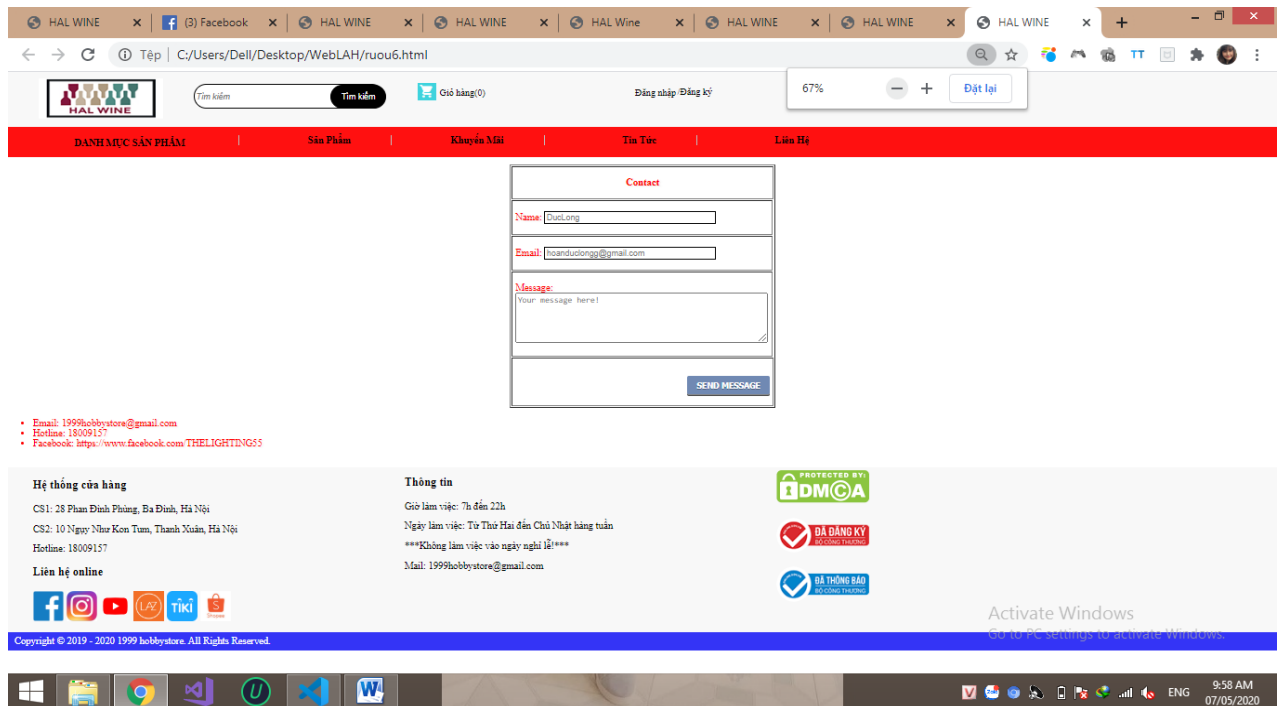 HAL WINE
(3) Facebook
HAL WINE
HAL WINE
HAL Wine
HAL WINE
HAL WINE
HAL WINE
Tệp
C:/Users/Dell/Desktop/WebLAH/ruou6.html
TT
67%
Đặt lại
HAL WINE
Tìm kiếm
Tìm kiếm
Giỏ hàng(0)
Đăng nhập /Đăng ký
DANH MỤC SẢN PHẨM
Sản Phẩm
Khuyến Mãi
Tin Tức
Liên Hệ
Contact
Name: DucLong
Email: hoanduclongg@gmail.com
Message:
Your message here!
SEND MESSAGE
Email: 1999hobbystore@gmail.com
Hotline: 18009157
Facebook: https://www.facebook.com/THELIGHTING55
Hệ thống cửa hàng
CS1: 28 Phan Đình Phùng, Ba Đình, Hà Nội
CS2: 10 Ngụy Như Kon Tum, Thanh Xuân, Hà Nội
Hotline: 18009157
Liên hệ online
LAZ
TIKI
Shopee
Thông tin
Giờ làm việc: 7h đến 22h
Ngày làm việc: Từ Thứ Hai đến Chủ Nhật hàng tuần
***Không làm việc vào ngày nghỉ lễ!***
Mail: 1999hobbystore@gmail.com
PROTECTED BY:
DMCA
ĐÃ ĐĂNG KÝ
BỘ CÔNG THƯƠNG
ĐÃ THÔNG BÁO
BỘ CÔNG THƯƠNG
Activate Windows
Go to PC settings to activate Windows.
Copyright © 2019 - 2020 1999 hobbystore. All Rights Reserved.
ENG
9:58 AM
07/05/2020